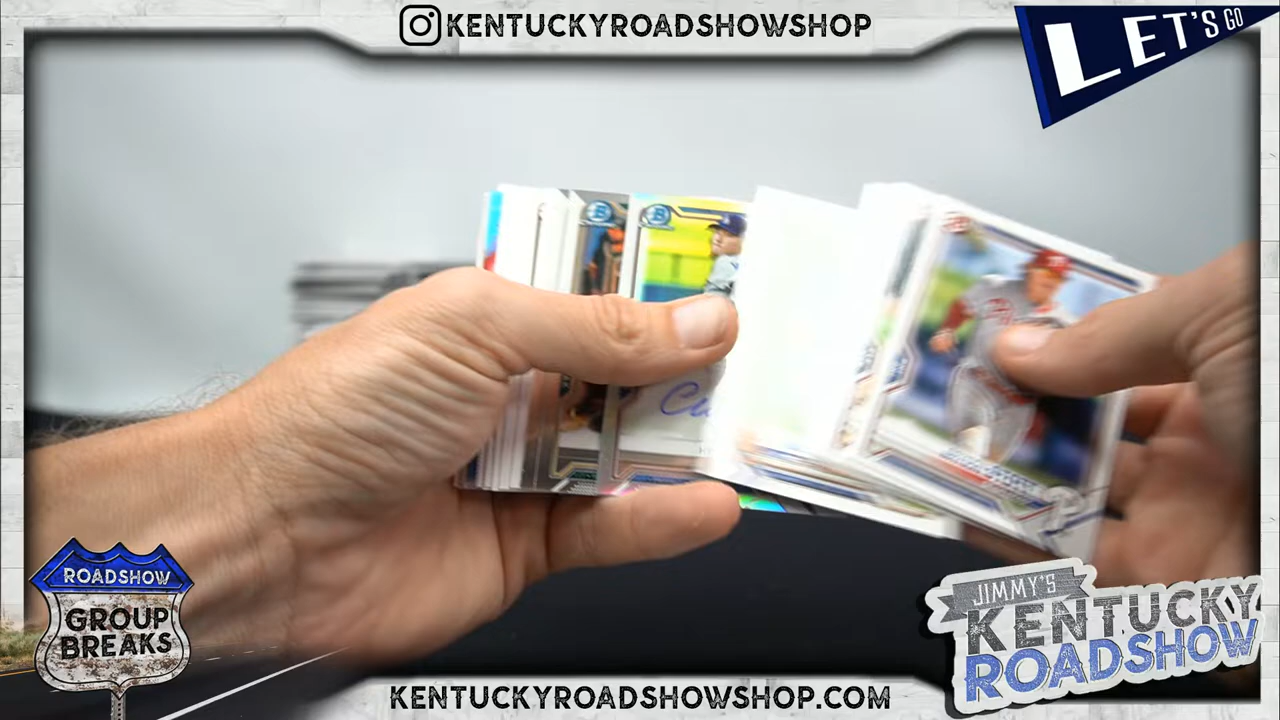 KENTUCKYROADSHOWSHOP
LET'S GO
ROADSHOW
GROUP
BREAKS
JIMMY'S
KENTUCKY
ROADSHOW
KENTUCKYROADSHOWSHOP.COM